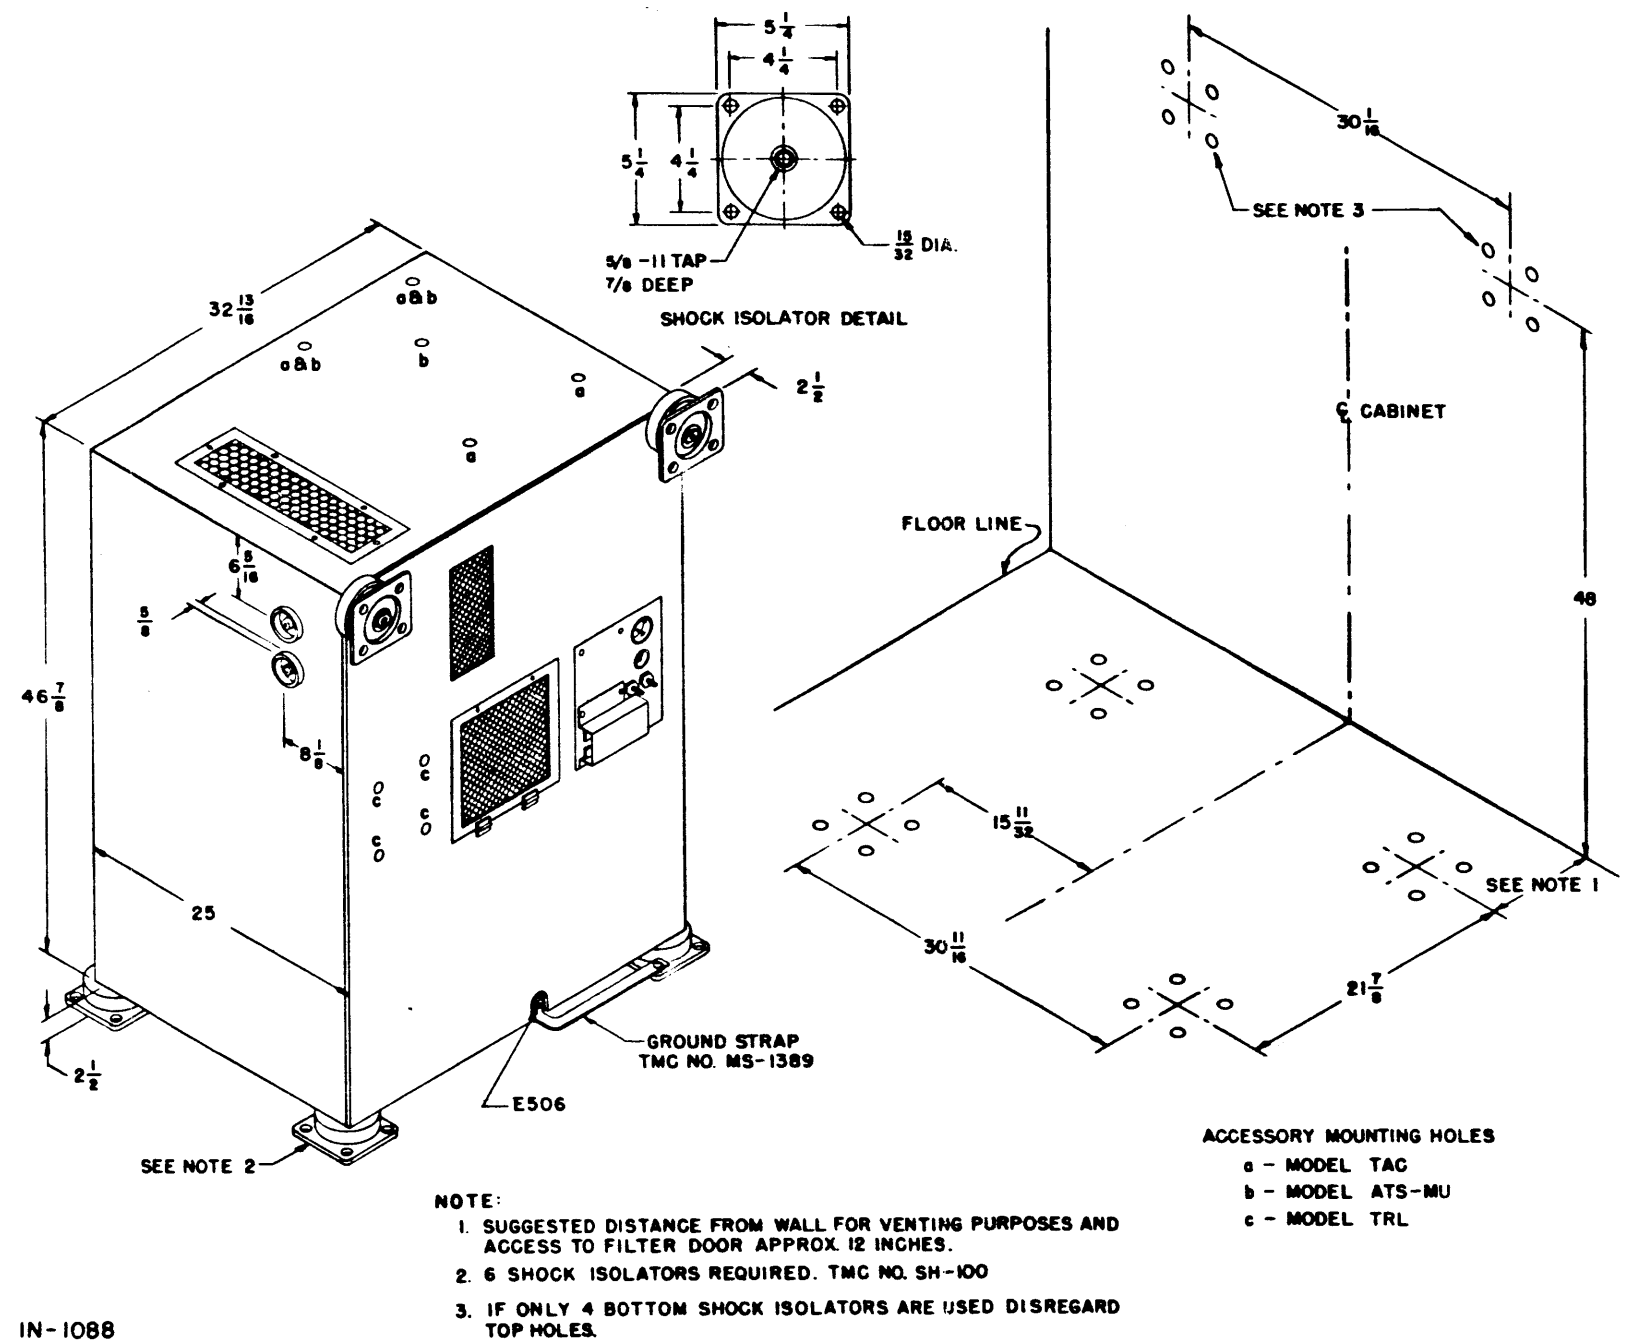 5 1/4
4 1/4
5 1/4
4 1/4
15/32 DIA.
5/8 -11 TAP
7/8 DEEP
SHOCK ISOLATOR DETAIL
30 1/16
SEE NOTE 3
32 13/16
a&b
a&b
b
a
a
2 1/2
℄ CABINET
FLOOR LINE
6 5/16
5/8
48
46 7/8
8 1/8
c
c
c
c
15 11/32
SEE NOTE 1
25
30 11/16
21 7/8
GROUND STRAP
TMC NO. MS-1389
2 1/2
E506
SEE NOTE 2
ACCESSORY MOUNTING HOLES
a - MODEL TAC
b - MODEL ATS-MU
c - MODEL TRL
NOTE:
1. SUGGESTED DISTANCE FROM WALL FOR VENTING PURPOSES AND
ACCESS TO FILTER DOOR APPROX. 12 INCHES.
2. 6 SHOCK ISOLATORS REQUIRED. TMC NO. SH-100
3. IF ONLY 4 BOTTOM SHOCK ISOLATORS ARE USED DISREGARD
TOP HOLES.
IN-1088